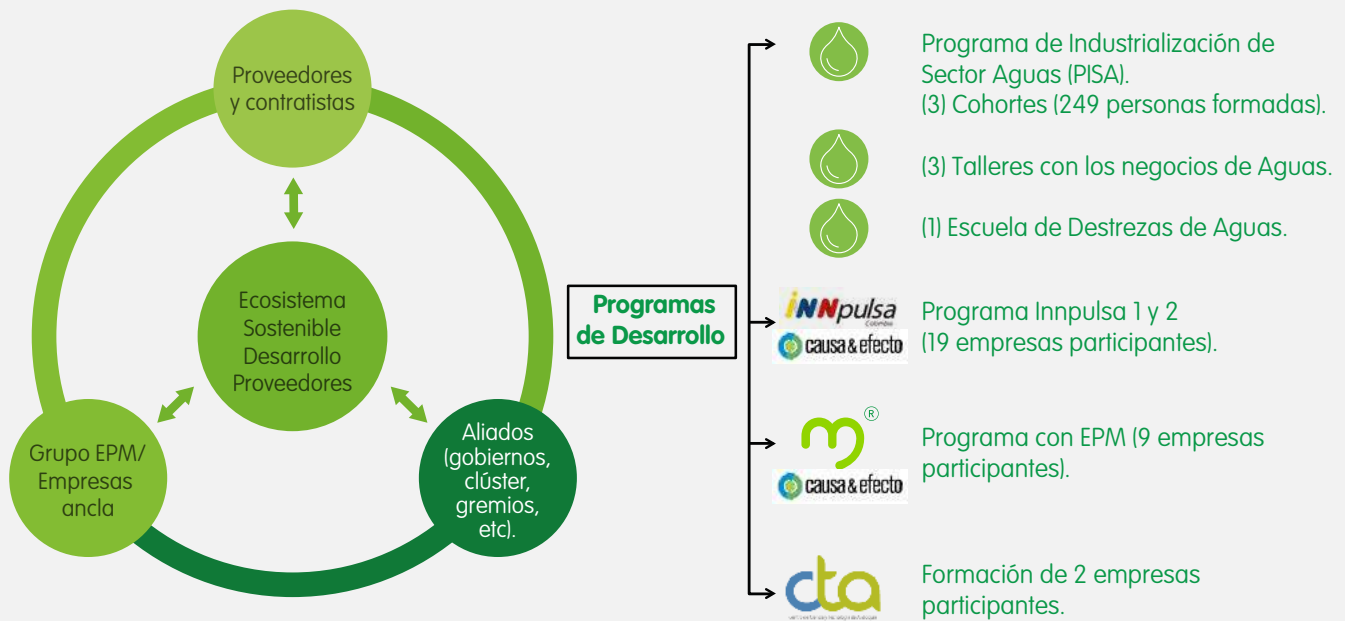 Proveedores
y contratistas
Ecosistema
Sostenible
Desarrollo
Proveedores
Grupo EPM/
Empresas
ancla
Aliados
(gobiernos,
clúster,
gremios,
etc).
Programas
de Desarrollo
Programa de Industrialización de
Sector Aguas (PISA).
(3) Cohortes (249 personas formadas).
(3) Talleres con los negocios de Aguas.
(1) Escuela de Destrezas de Aguas.
iNNpulsa
Colombia
causa & efecto
Programa Innpulsa 1 y 2
(19 empresas participantes).
®
causa & efecto
Programa con EPM (9 empresas
participantes).
cta
Formación de 2 empresas
participantes.